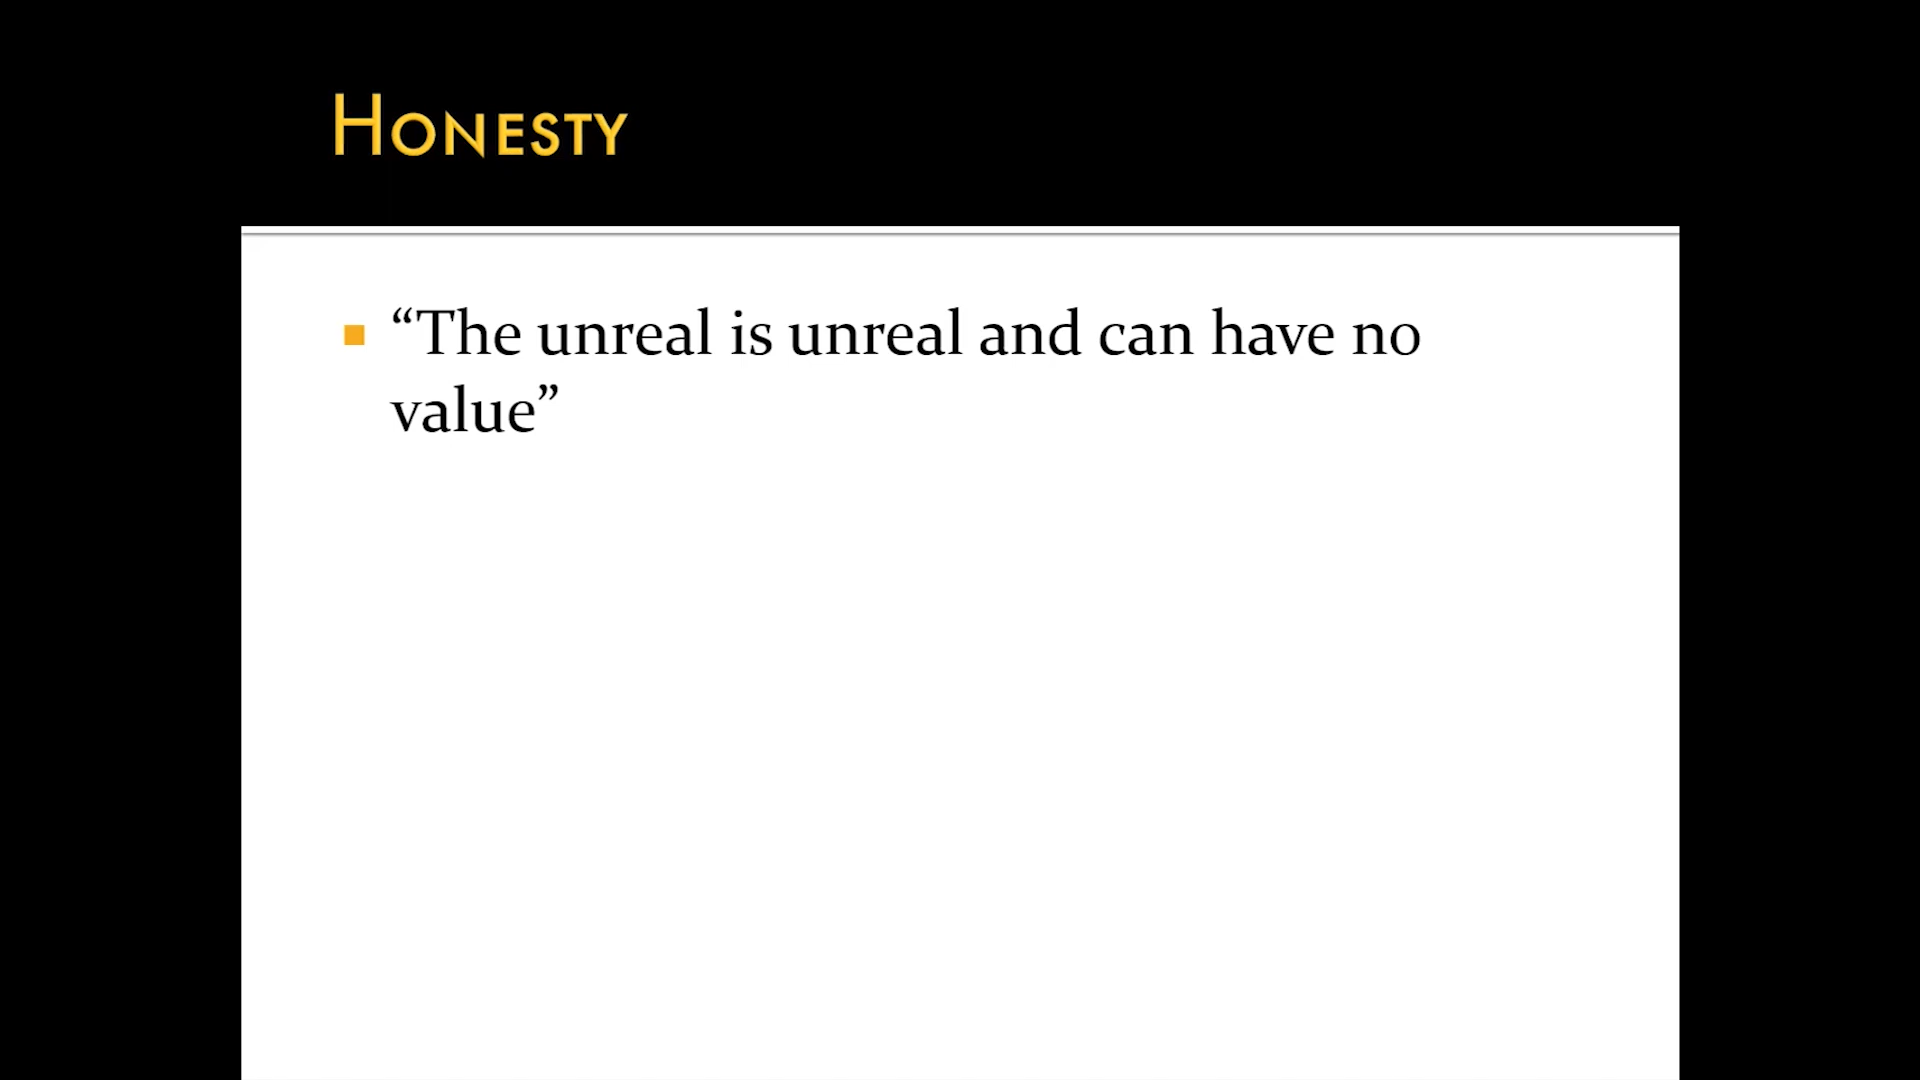 Honesty
“The unreal is unreal and can have no
value”